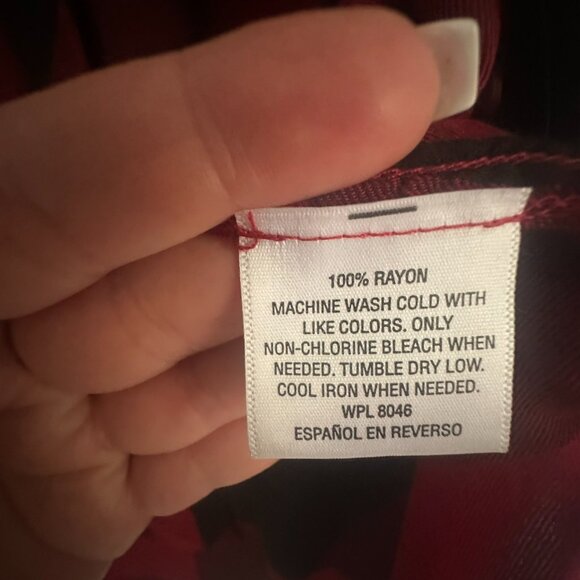 100% RAYON
MACHINE WASH COLD WITH
LIKE COLORS. ONLY
NON-CHLORINE BLEACH WHEN
NEEDED. TUMBLE DRY LOW.
COOL IRON WHEN NEEDED.
WPL 8046
ESPAÑOL EN REVERSO